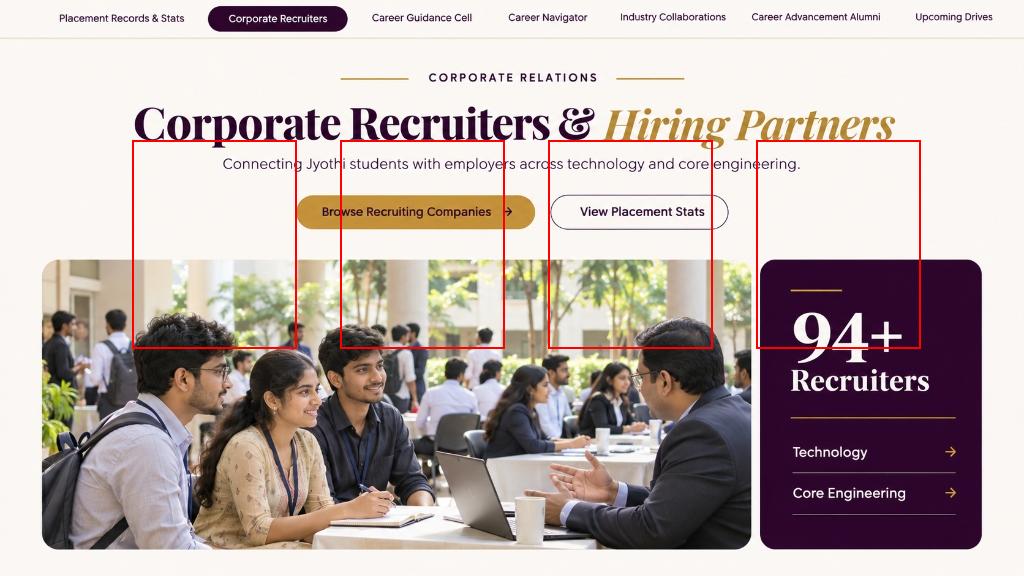 Placement Records & Stats
Corporate Recruiters
Career Guidance Cell
Career Navigator
Industry Collaborations
Career Advancement Alumni
Upcoming Drives
CORPORATE RELATIONS
Corporate Recruiters & Hiring Partners
Connecting Jyothi students with employers across technology and core engineering.
Browse Recruiting Companies →
View Placement Stats
94+
Recruiters
Technology →
Core Engineering →